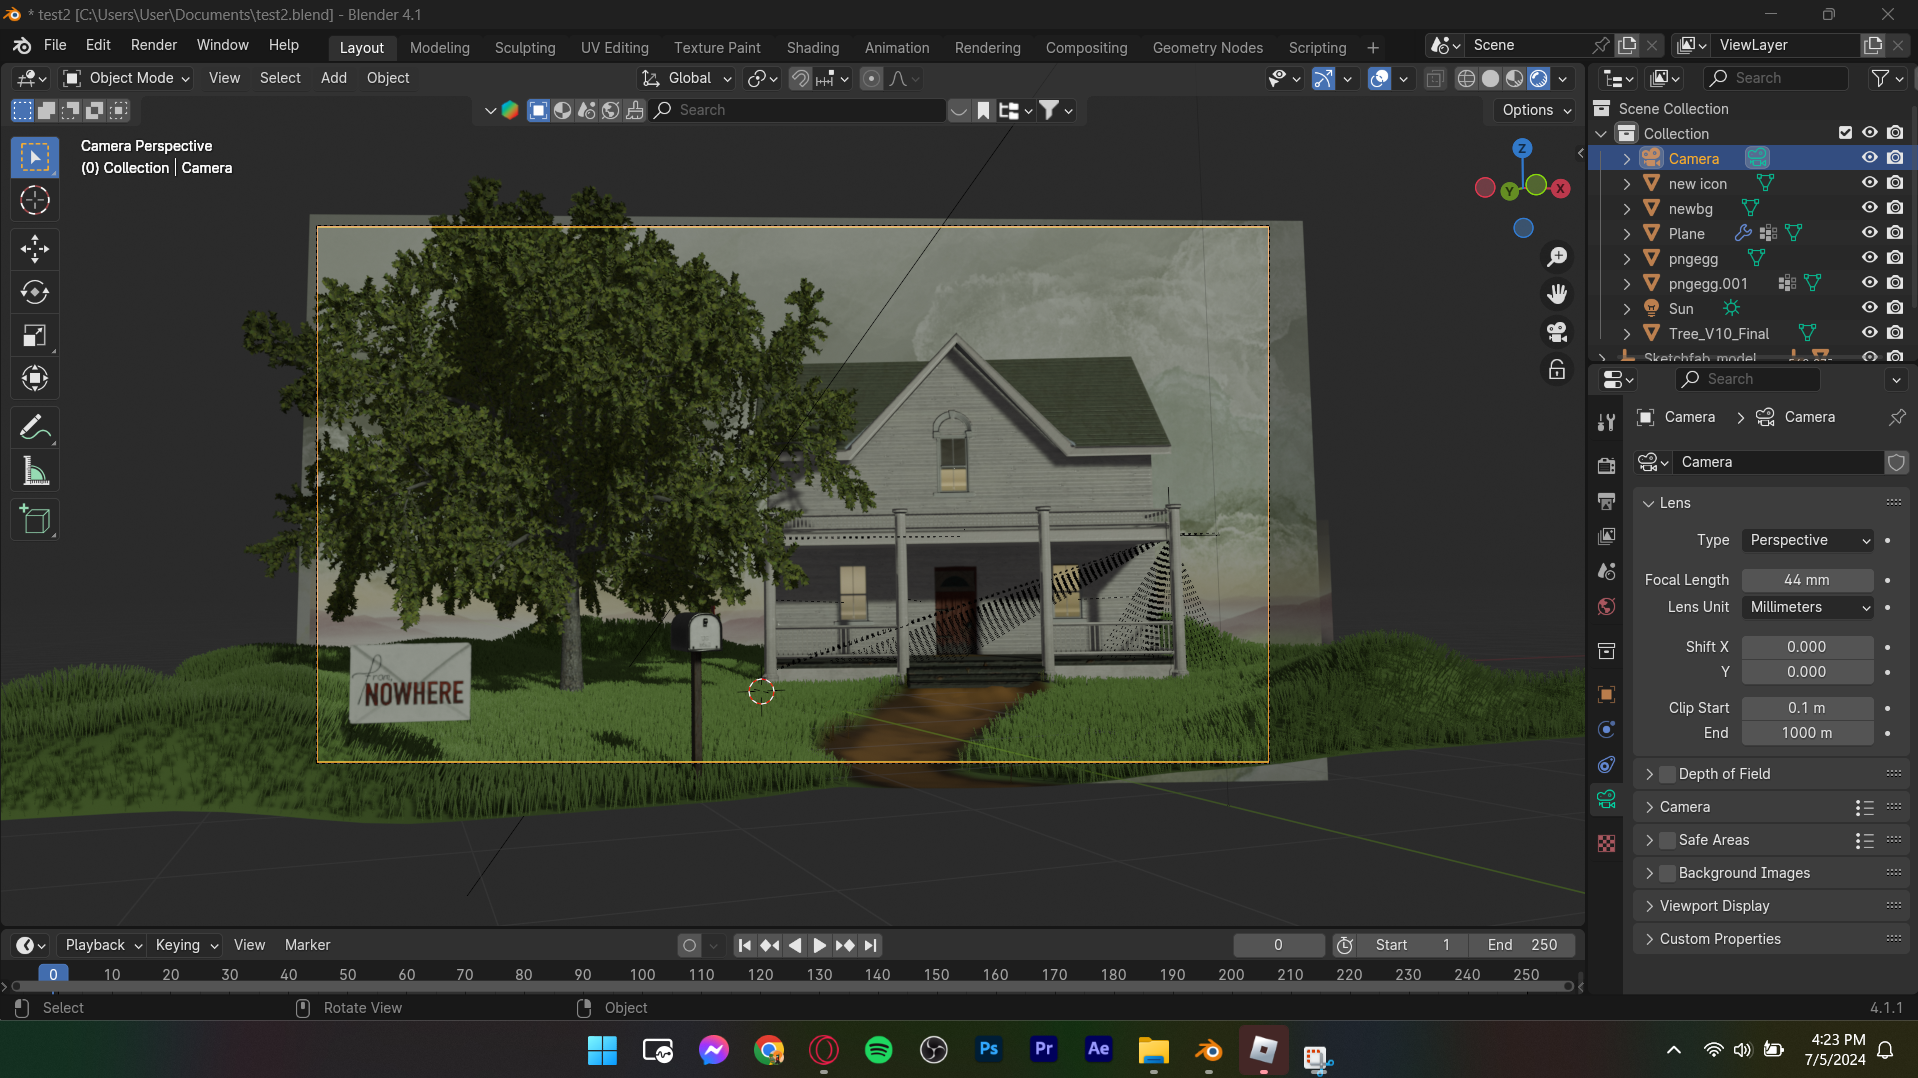 * test2 [C:\Users\User\Documents\test2.blend] - Blender 4.1
File Edit Render Window Help Layout Modeling Sculpting UV Editing Texture Paint Shading Animation Rendering Compositing Geometry Nodes Scripting + Scene ViewLayer
Object Mode View Select Add Object Global Search
Search Options
Camera Perspective
(0) Collection | Camera
Z
Y X
from
NOWHERE
Scene Collection
Collection
Camera
new icon
newbg
Plane
pngegg
pngegg.001
Sun
Tree_V10_Final
Sketchfab_model
Search
Camera > Camera
Camera
Lens
Type Perspective
Focal Length 44 mm
Lens Unit Millimeters
Shift X 0.000
Y 0.000
Clip Start 0.1 m
End 1000 m
Depth of Field
Camera
Safe Areas
Background Images
Viewport Display
Custom Properties
Playback Keying View Marker 0 Start 1 End 250
0 10 20 30 40 50 60 70 80 90 100 110 120 130 140 150 160 170 180 190 200 210 220 230 240 250
Select Rotate View Object 4.1.1
Ps Pr Ae
4:23 PM
7/5/2024